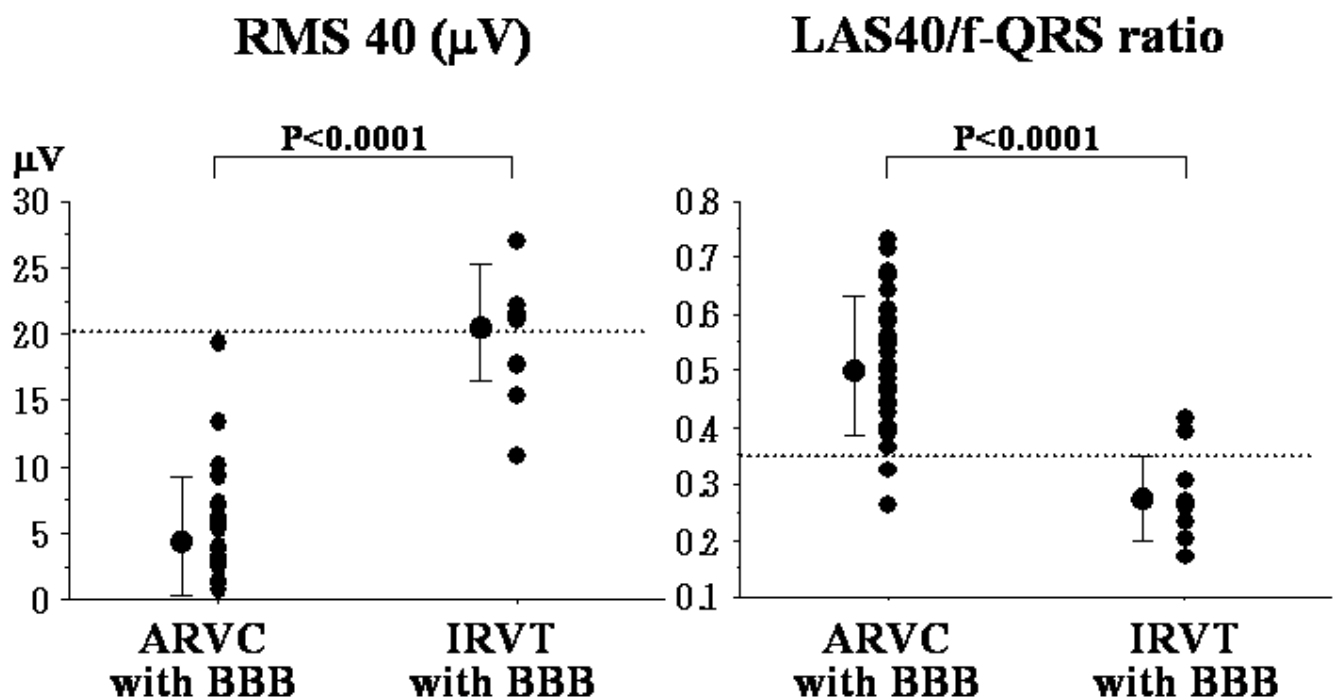 RMS 40 (μV)
P<0.0001
μV
30
25
20
15
10
5
0
ARVC
with BBB
IRVT
with BBB
LAS40/f-QRS ratio
P<0.0001
0.8
0.7
0.6
0.5
0.4
0.3
0.2
0.1
ARVC
with BBB
IRVT
with BBB